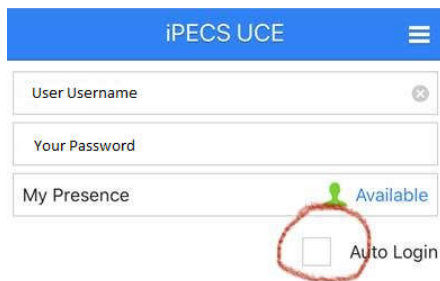 iPECS UCE
User Username
Your Password
My Presence Available
Auto Login